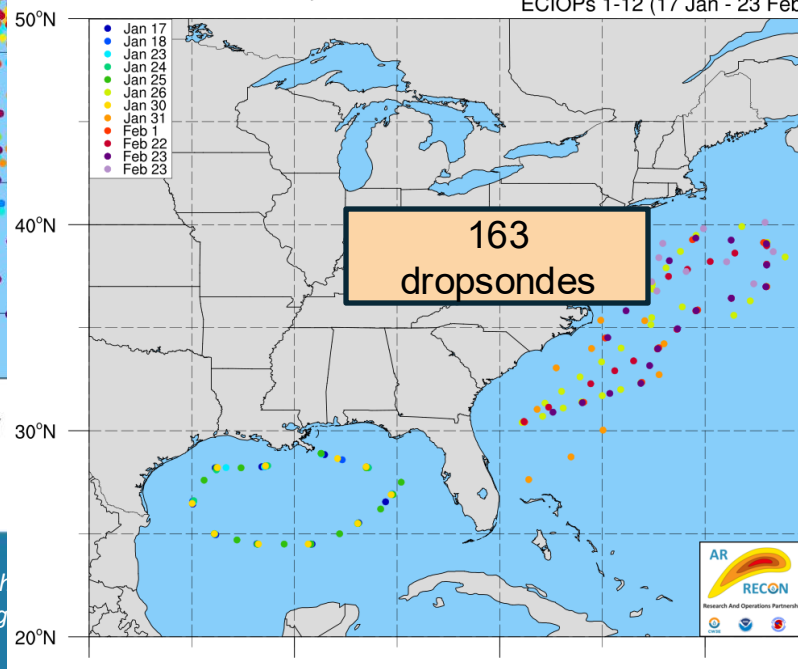 ECIOPs 1-12 (17 Jan - 23 Feb
50°N
Jan 17
Jan 18
Jan 23
Jan 24
Jan 25
Jan 26
Jan 30
Jan 31
Feb 1
Feb 22
Feb 23
Feb 23
40°N
163
dropsondes
30°N
AR
RECON
Research And Operations Partnersh
20°N